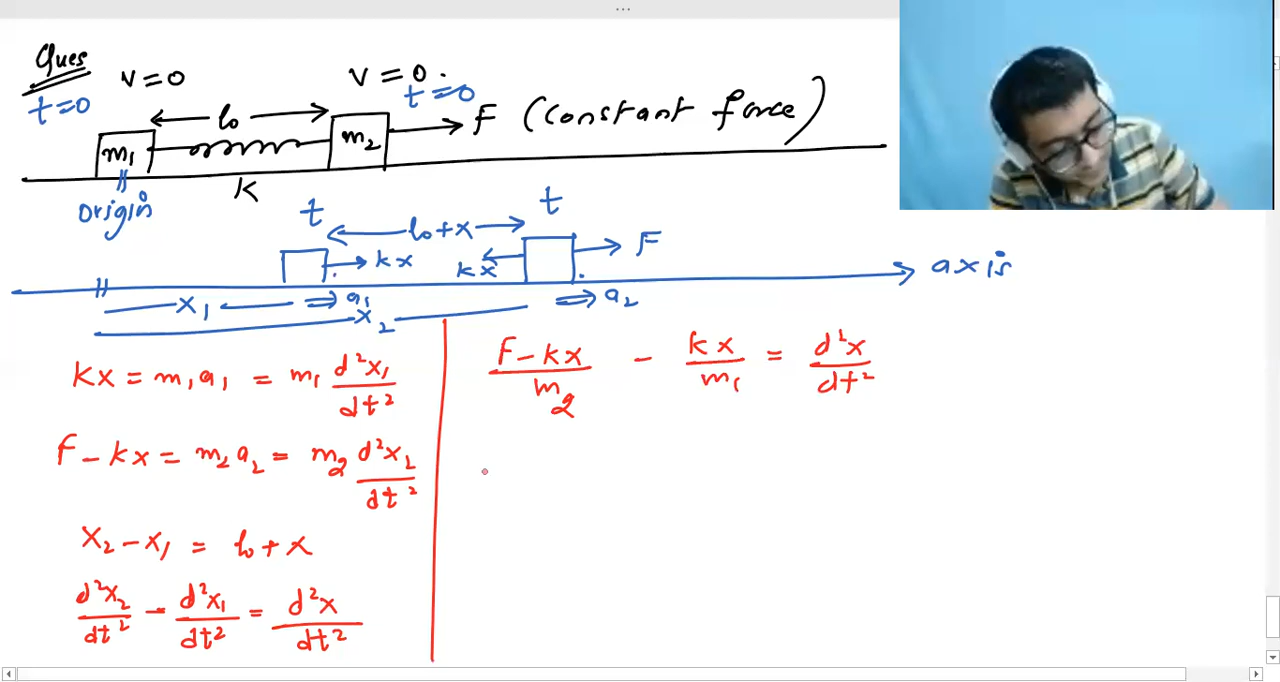 Ques
v = 0
v = 0.
t = 0
t = 0
l₀
F (constant force)
m₁
m₂
k
origin
t
t
l₀ + x
F
kx
kx
axis
x₁
a₁
x₂
a₂
kx = m₁a₁ = m₁ d²x₁/dt²
F - kx = m₂a₂ = m₂ d²x₂/dt²
x₂ - x₁ = l₀ + x
d²x₂/dt² - d²x₁/dt² = d²x/dt²
(F - kx)/m₂ - kx/m₁ = d²x/dt²